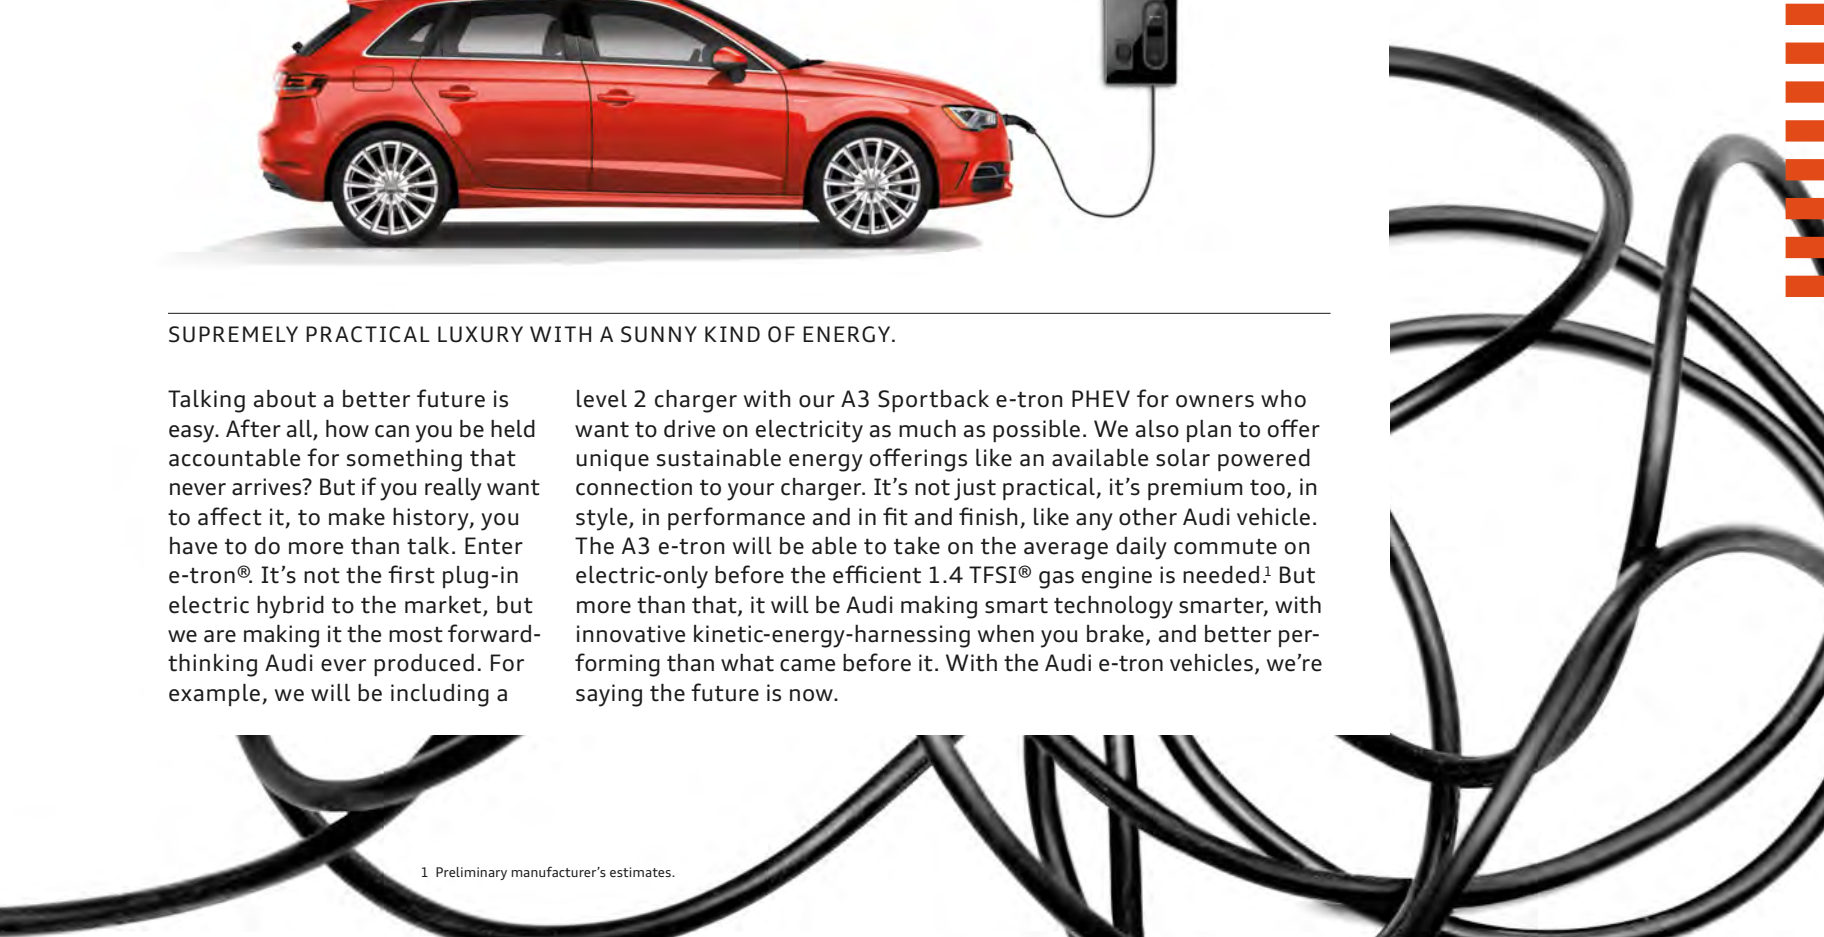 SUPREMELY PRACTICAL LUXURY WITH A SUNNY KIND OF ENERGY.
Talking about a better future is
easy. After all, how can you be held
accountable for something that
never arrives? But if you really want
to affect it, to make history, you
have to do more than talk. Enter
e-tron®. It’s not the first plug-in
electric hybrid to the market, but
we are making it the most forward-
thinking Audi ever produced. For
example, we will be including a
level 2 charger with our A3 Sportback e-tron PHEV for owners who
want to drive on electricity as much as possible. We also plan to offer
unique sustainable energy offerings like an available solar powered
connection to your charger. It’s not just practical, it’s premium too, in
style, in performance and in fit and finish, like any other Audi vehicle.
The A3 e-tron will be able to take on the average daily commute on
electric-only before the efficient 1.4 TFSI® gas engine is needed.¹ But
more than that, it will be Audi making smart technology smarter, with
innovative kinetic-energy-harnessing when you brake, and better per-
forming than what came before it. With the Audi e-tron vehicles, we’re
saying the future is now.
1 Preliminary manufacturer’s estimates.